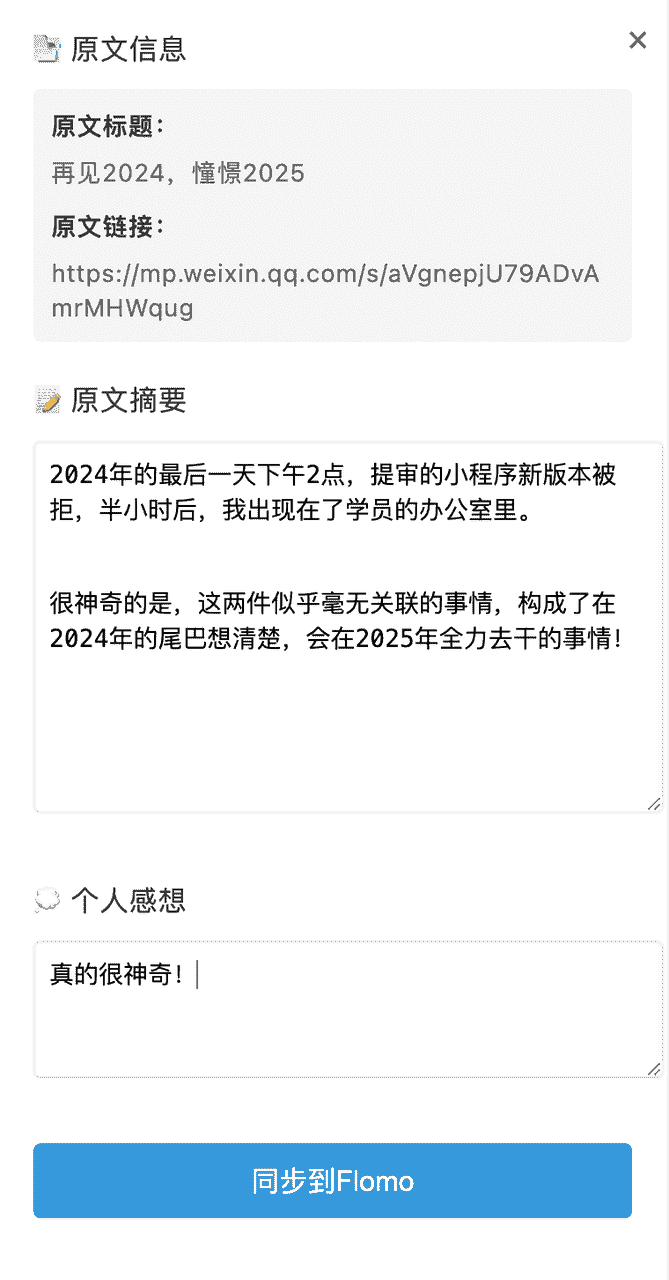 原文信息
原文标题：
再见2024，憧憬2025
原文链接：
https://mp.weixin.qq.com/s/aVgnepjU79ADvA
mrMHWqug
原文摘要
2024年的最后一天下午2点，提审的小程序新版本被
拒，半小时后，我出现在了学员的办公室里。
很神奇的是，这两件似乎毫无关联的事情，构成了在
2024年的尾巴想清楚，会在2025年全力去干的事情！
个人感想
真的很神奇！
同步到Flomo